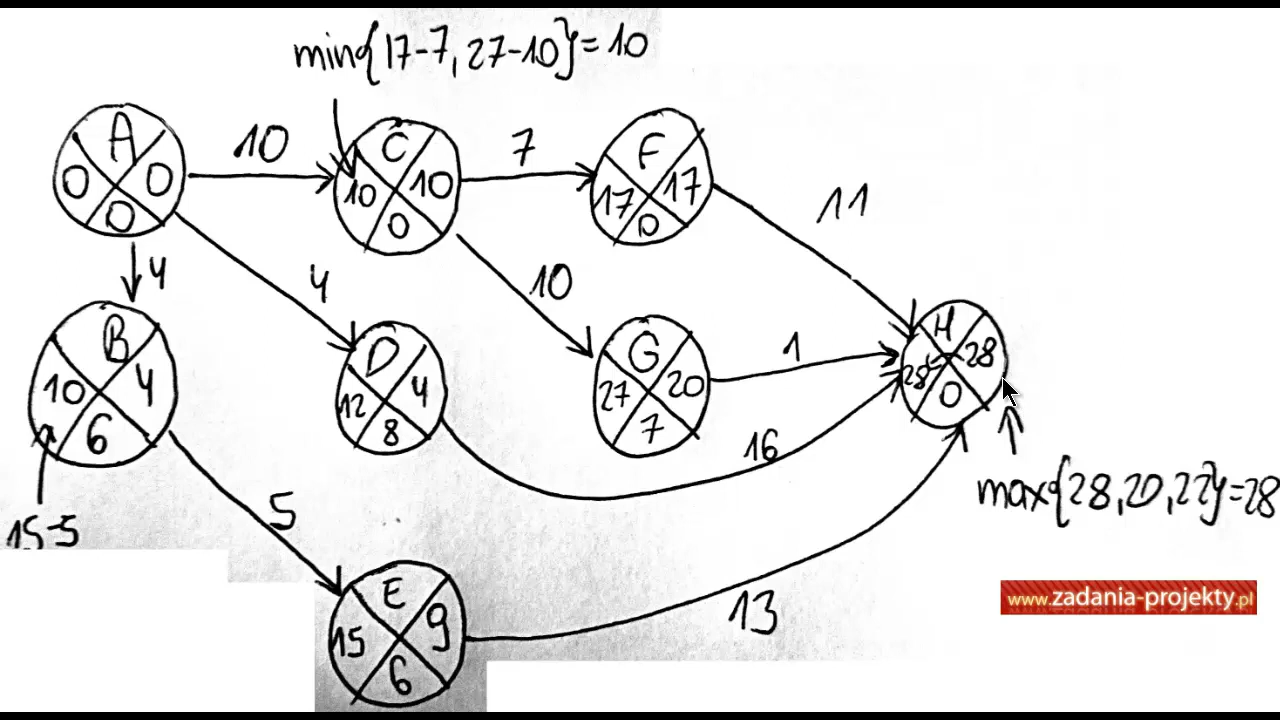 min{17-7, 27-10}=10
A
0 0
0
10
C
10 10
0
7
F
17 17
0
11
4
4
10
B
10 4
6
D
12 4
8
G
27 20
7
1
H
28 28
0
16
15-5
5
max{28,20,22}=28
E
15 9
6
13
www.zadania-projekty.pl